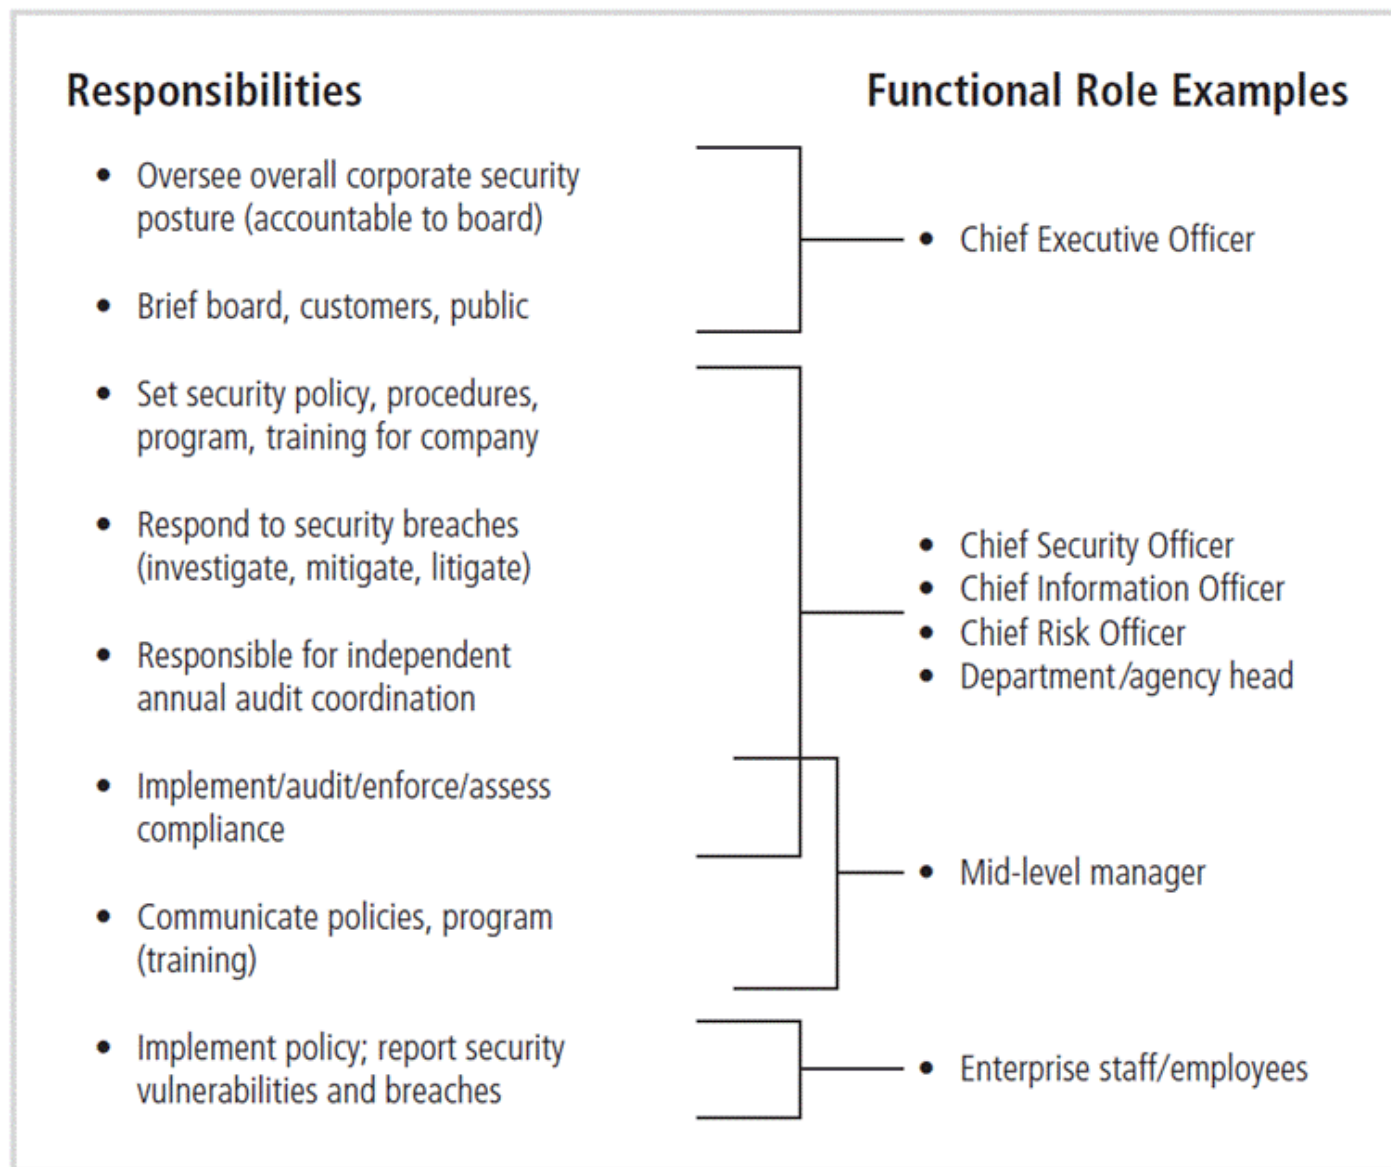 Responsibilities
Functional Role Examples
• Oversee overall corporate security
posture (accountable to board)
• Brief board, customers, public
• Chief Executive Officer
• Set security policy, procedures,
program, training for company
• Respond to security breaches
(investigate, mitigate, litigate)
• Responsible for independent
annual audit coordination
• Implement/audit/enforce/assess
compliance
• Chief Security Officer
• Chief Information Officer
• Chief Risk Officer
• Department/agency head
• Communicate policies, program
(training)
• Mid-level manager
• Implement policy; report security
vulnerabilities and breaches
• Enterprise staff/employees